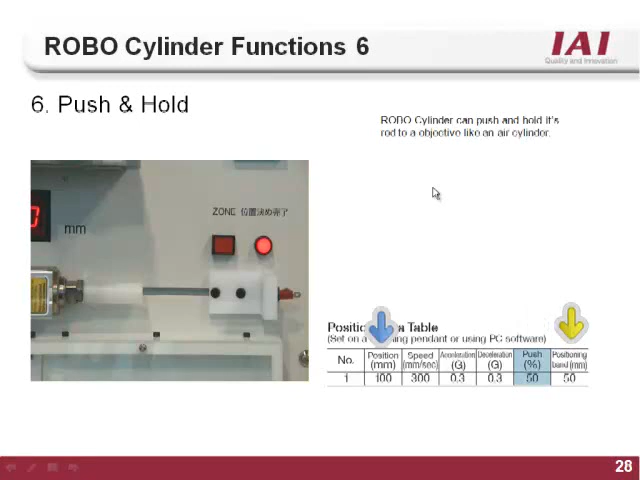 ROBO Cylinder Functions 6
IAI
Quality and Innovation
6. Push & Hold
ROBO Cylinder can push and hold it's
rod to a objective like an air cylinder.
ZONE 位置決め完了
mm
Table
(Set on a pendant or using PC software)
No. Position (mm) Speed (mm/sec) Acceleration (G) Deceleration (G) Push (%) Positioning band (mm)
1 100 300 0.3 0.3 50 50
28